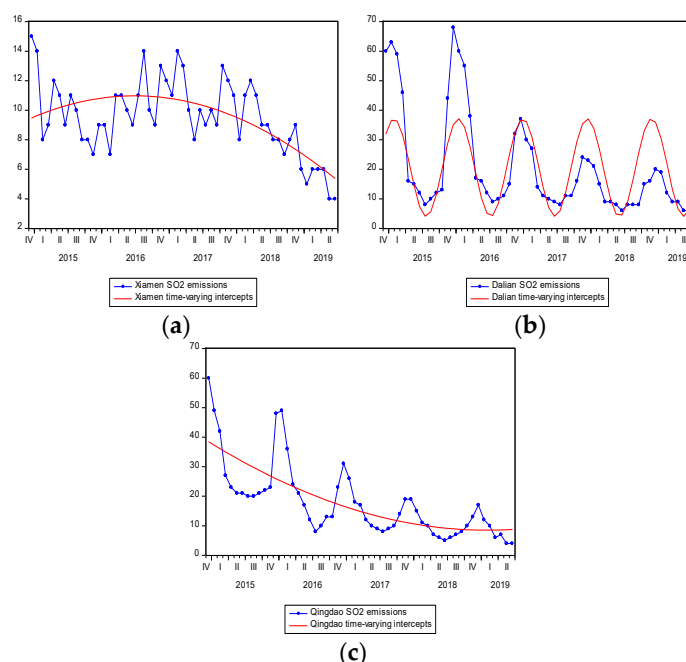 16
14
12
10
8
6
4
2
IV I II III IV I II III IV I II III IV I II III IV I II
2015 2016 2017 2018 2019
Xiamen SO2 emissions
Xiamen time-varying intercepts
(a)
70
60
50
40
30
20
10
0
IV I II III IV I II III IV I II III IV I II III IV I II
2015 2016 2017 2018 2019
Dalian SO2 emissions
Dalian time-varying intercepts
(b)
70
60
50
40
30
20
10
0
IV I II III IV I II III IV I II III IV I II III IV I II
2015 2016 2017 2018 2019
Qingdao SO2 emissions
Qingdao time-varying intercepts
(c)